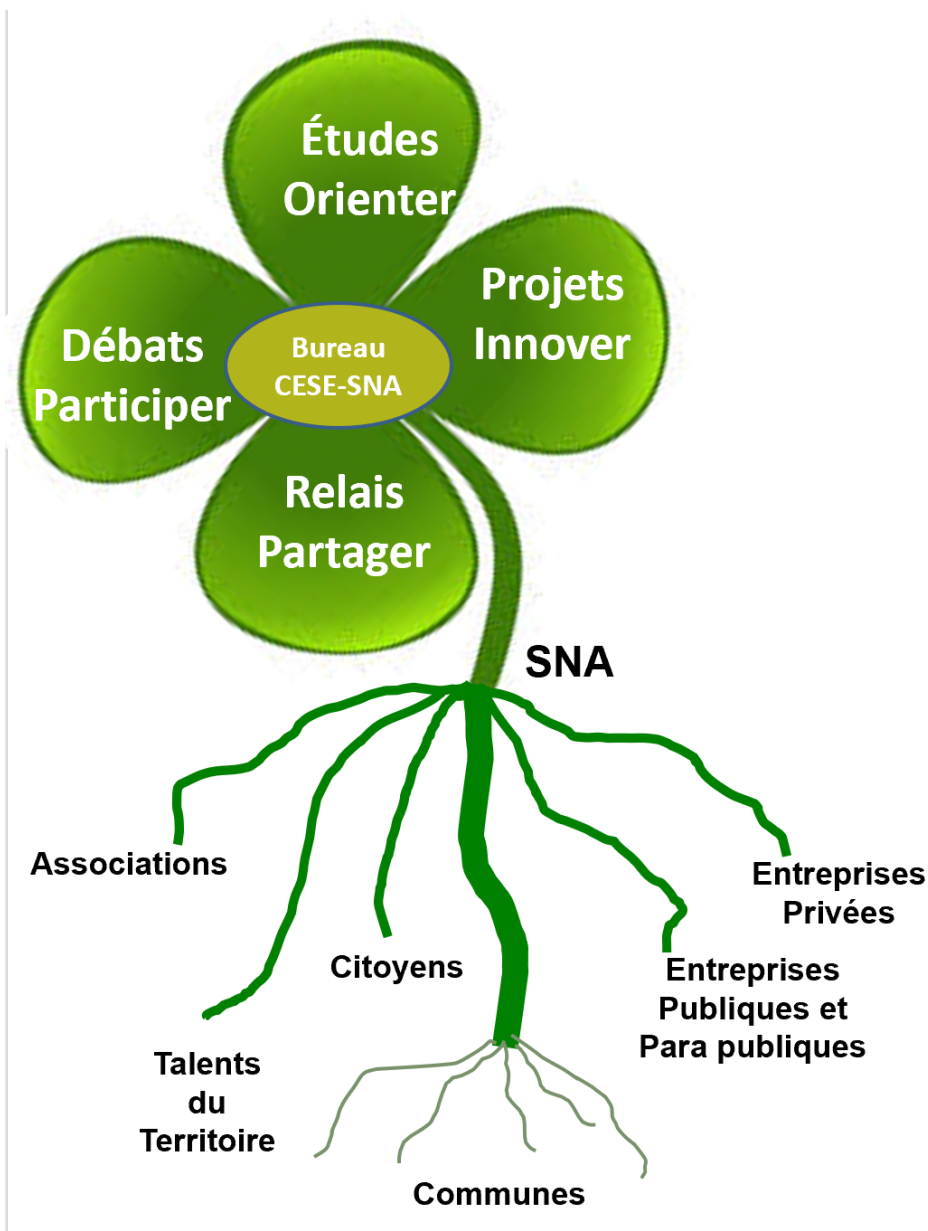 Études
Orienter
Projets
Innover
Débats
Participer
Bureau
CESE-SNA
Relais
Partager
SNA
Associations
Entreprises
Privées
Citoyens
Entreprises
Publiques et
Para publiques
Talents
du
Territoire
Communes